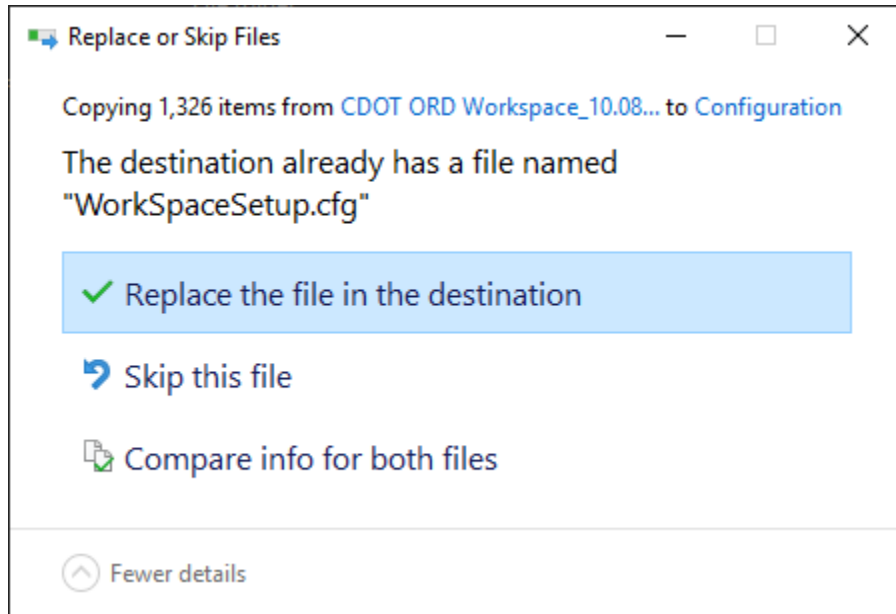 Replace or Skip Files
Copying 1,326 items from CDOT ORD Workspace_10.08... to Configuration
The destination already has a file named
"WorkSpaceSetup.cfg"
Replace the file in the destination
Skip this file
Compare info for both files
Fewer details